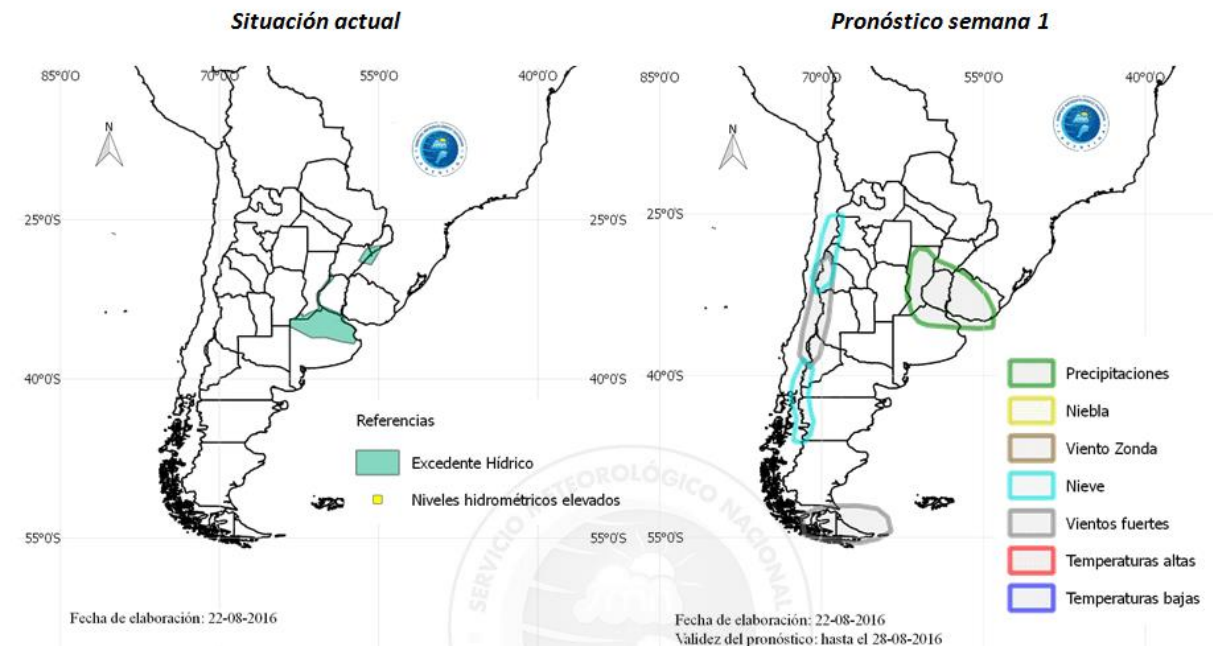 Situación actual
Pronóstico semana 1
85°0'O 70°0'O 55°0'O 40°0'O
85°0'O 70°0'O 55°0'O 40°0'O
N
N
25°0'S 25°0'S
25°0'S
40°0'S 40°0'S
40°0'S
55°0'S 55°0'S
55°0'S
Referencias
Excedente Hídrico
Niveles hidrométricos elevados
Precipitaciones
Niebla
Viento Zonda
Nieve
Vientos fuertes
Temperaturas altas
Temperaturas bajas
SERVICIO METEOROLÓGICO NACIONAL
Fecha de elaboración: 22-08-2016
Fecha de elaboración: 22-08-2016
Validez del pronóstico: hasta el 28-08-2016